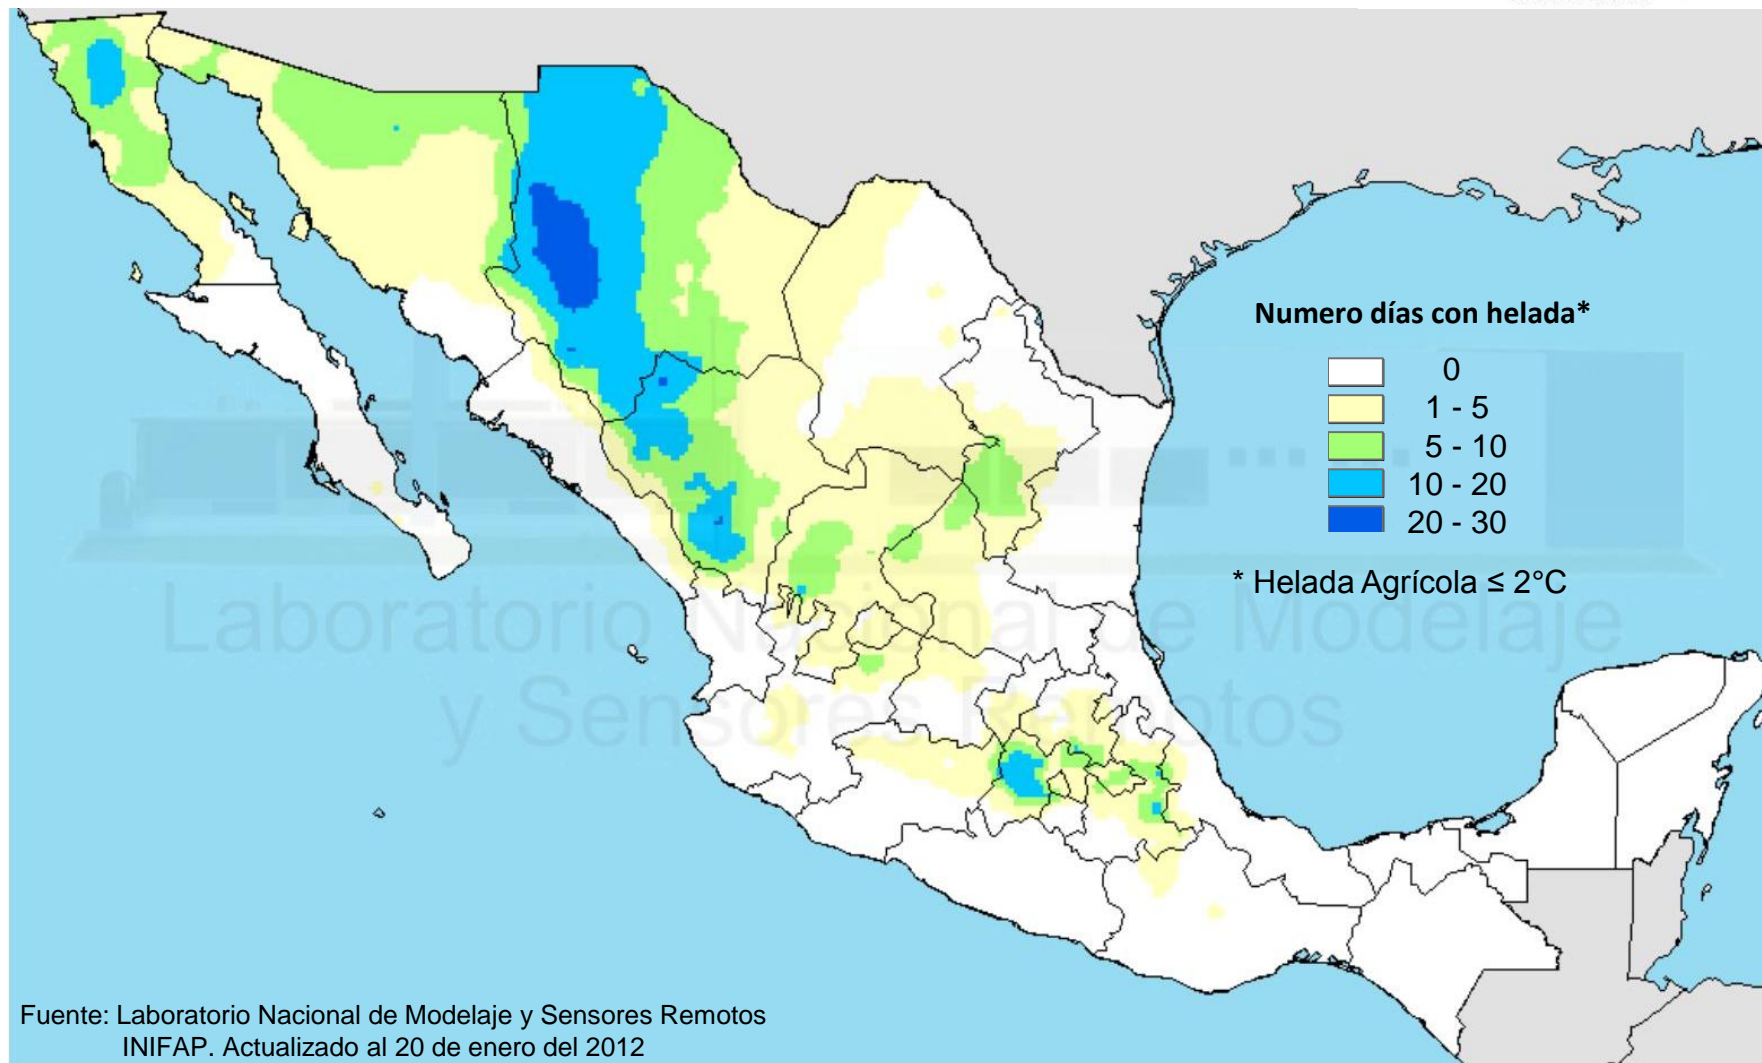 Numero días con helada*
0
1 - 5
5 - 10
10 - 20
20 - 30
* Helada Agrícola ≤ 2°C
Laboratorio Nacional de Modelaje
y Sensores Remotos
Fuente: Laboratorio Nacional de Modelaje y Sensores Remotos
INIFAP. Actualizado al 20 de enero del 2012